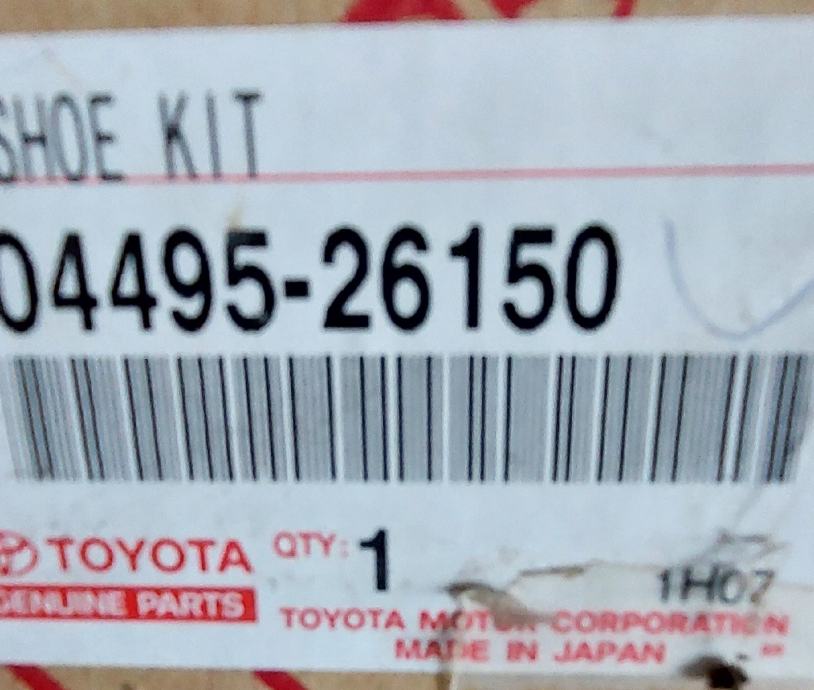 SHOE KIT
04495-26150
TOYOTA QTY: 1
GENUINE PARTS
1H07
TOYOTA MOTOR CORPORATION
MADE IN JAPAN